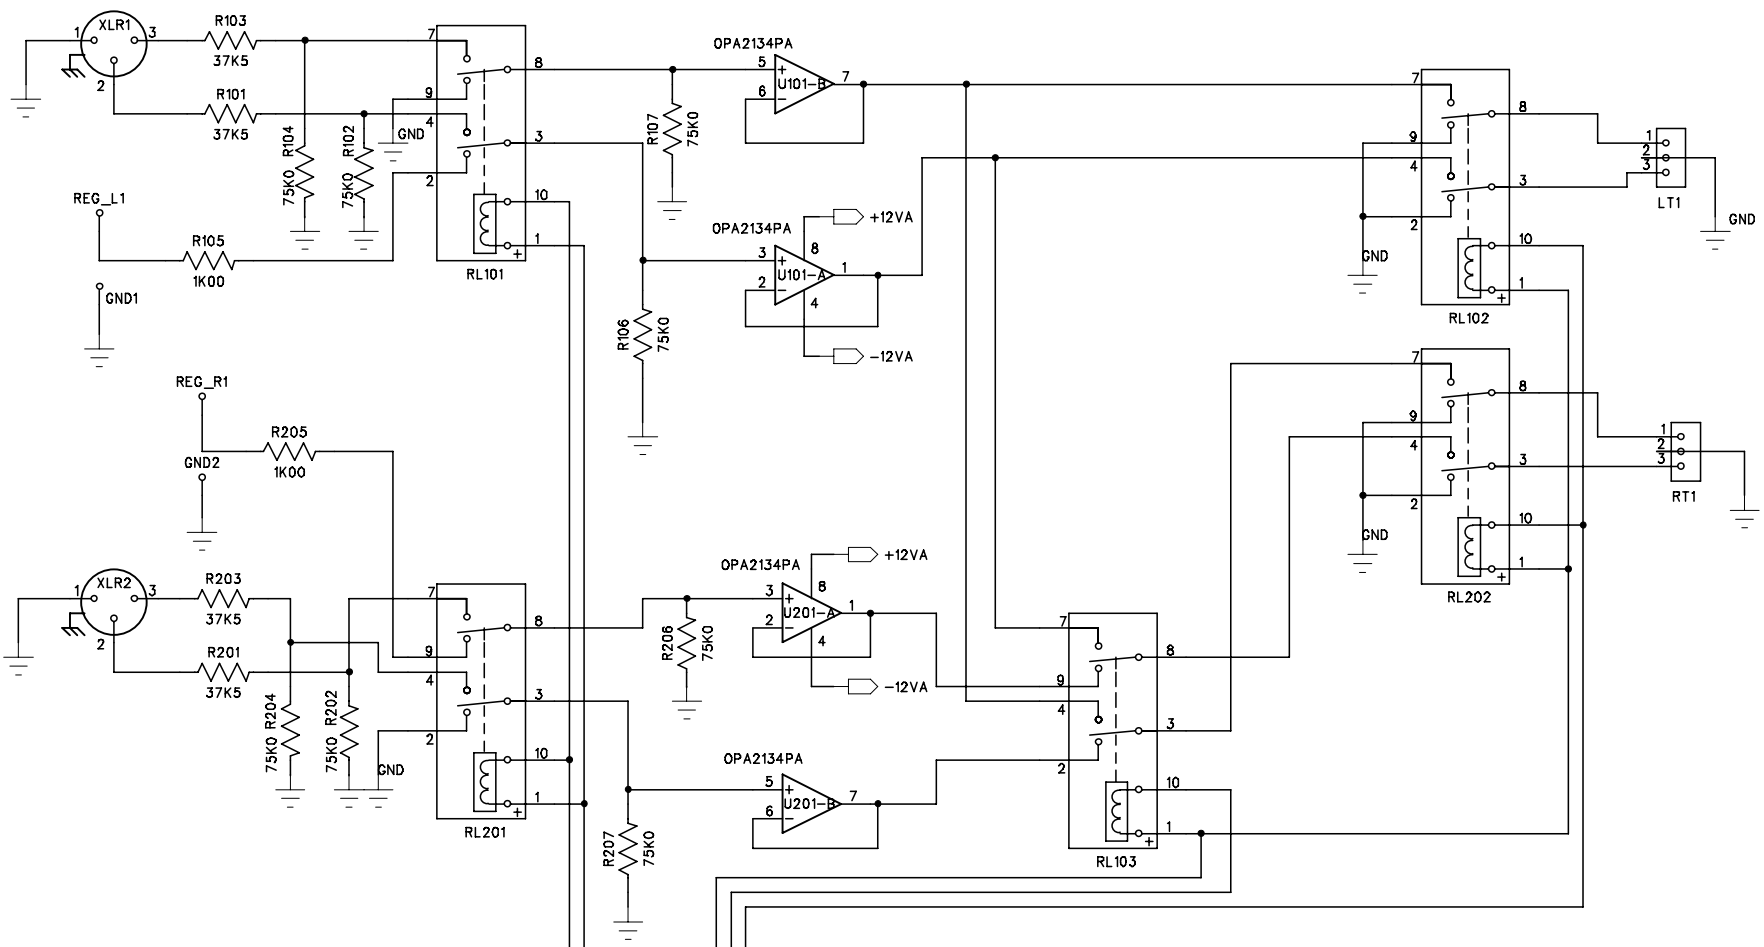 XLR1
1
3
2
R103
37K5
R101
37K5
R104
75K0
R102
75K0
GND
7
9
4
2
8
3
10
1
+
RL101
REG_L1
R105
1K00
GND1
R107
75K0
R106
75K0
OPA2134PA
5
+
6
−
U101-B
7
OPA2134PA
3
+
2
−
U101-A
8
4
1
+12VA
-12VA
7
9
4
2
8
3
10
1
+
GND
RL102
1
2
3
LT1
GND
REG_R1
R205
1K00
GND2
7
9
4
2
8
3
10
1
+
GND
RL202
1
2
3
RT1
XLR2
1
3
2
R203
37K5
R201
37K5
R204
75K0
R202
75K0
GND
7
9
4
2
8
3
10
1
+
RL201
R206
75K0
R207
75K0
OPA2134PA
3
+
2
−
U201-A
8
4
1
+12VA
-12VA
OPA2134PA
5
+
6
−
U201-B
7
7
9
4
2
8
3
10
1
+
RL103